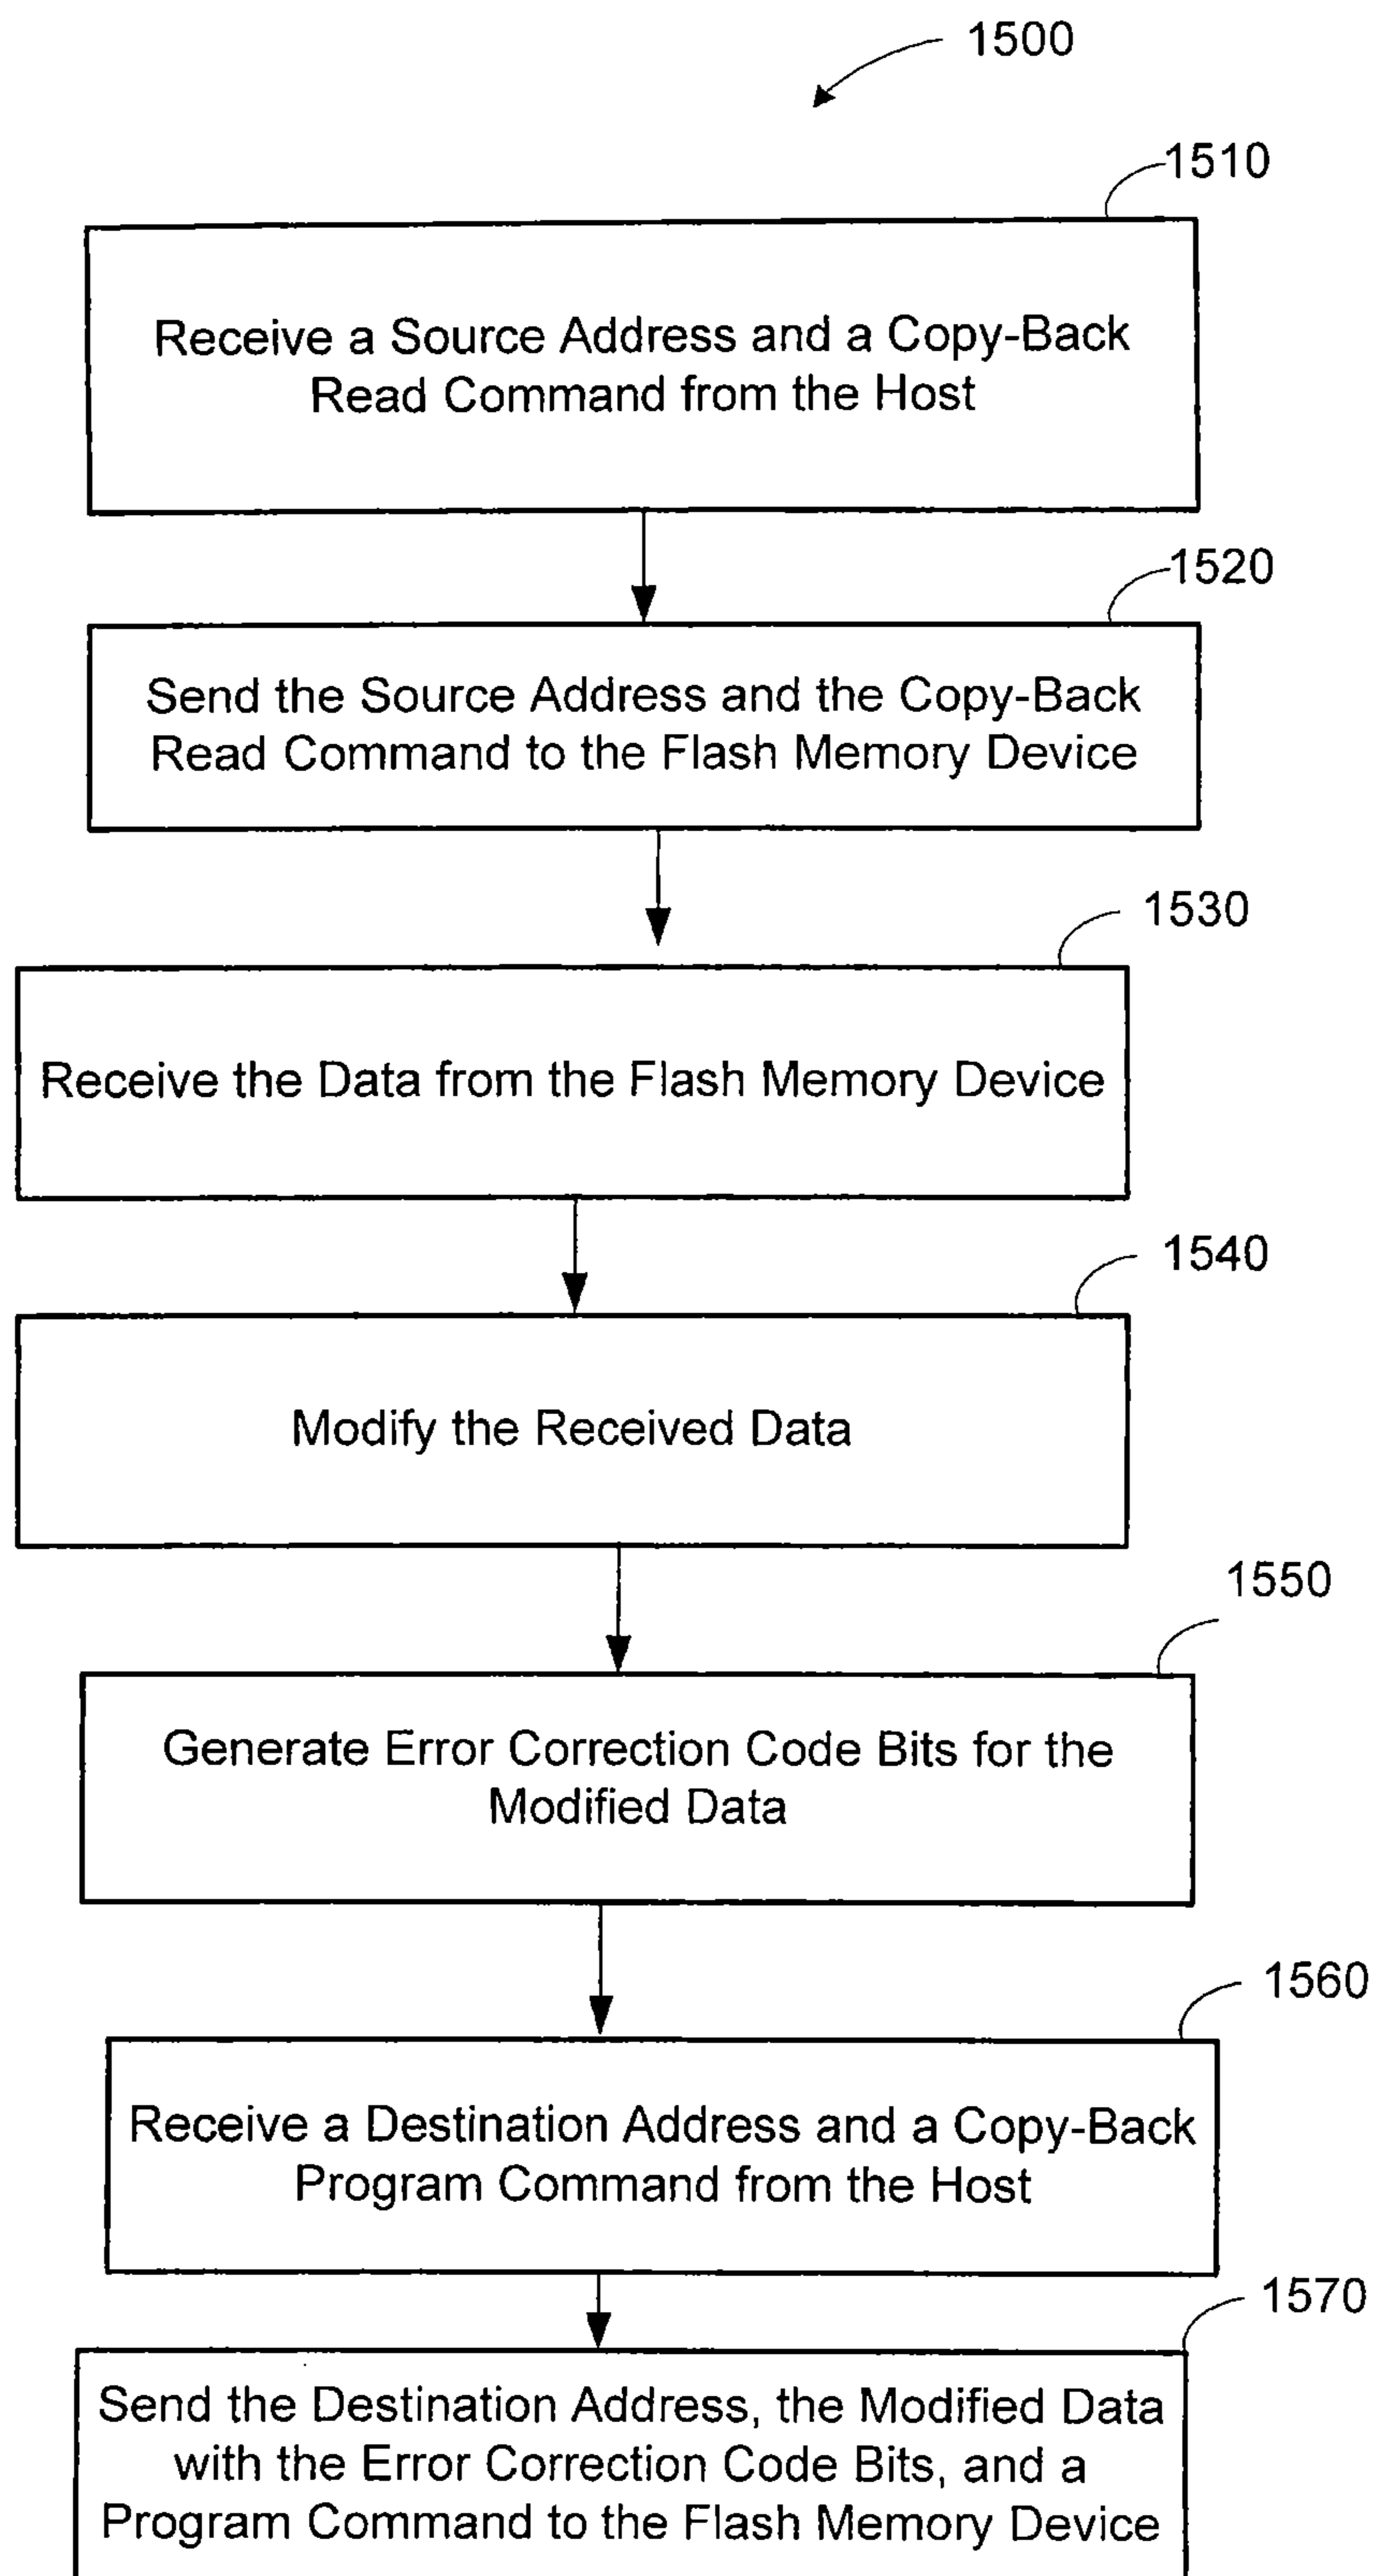 1500
1510
Receive a Source Address and a Copy-Back
Read Command from the Host
1520
Send the Source Address and the Copy-Back
Read Command to the Flash Memory Device
1530
Receive the Data from the Flash Memory Device
1540
Modify the Received Data
1550
Generate Error Correction Code Bits for the
Modified Data
1560
Receive a Destination Address and a Copy-Back
Program Command from the Host
1570
Send the Destination Address, the Modified Data
with the Error Correction Code Bits, and a
Program Command to the Flash Memory Device